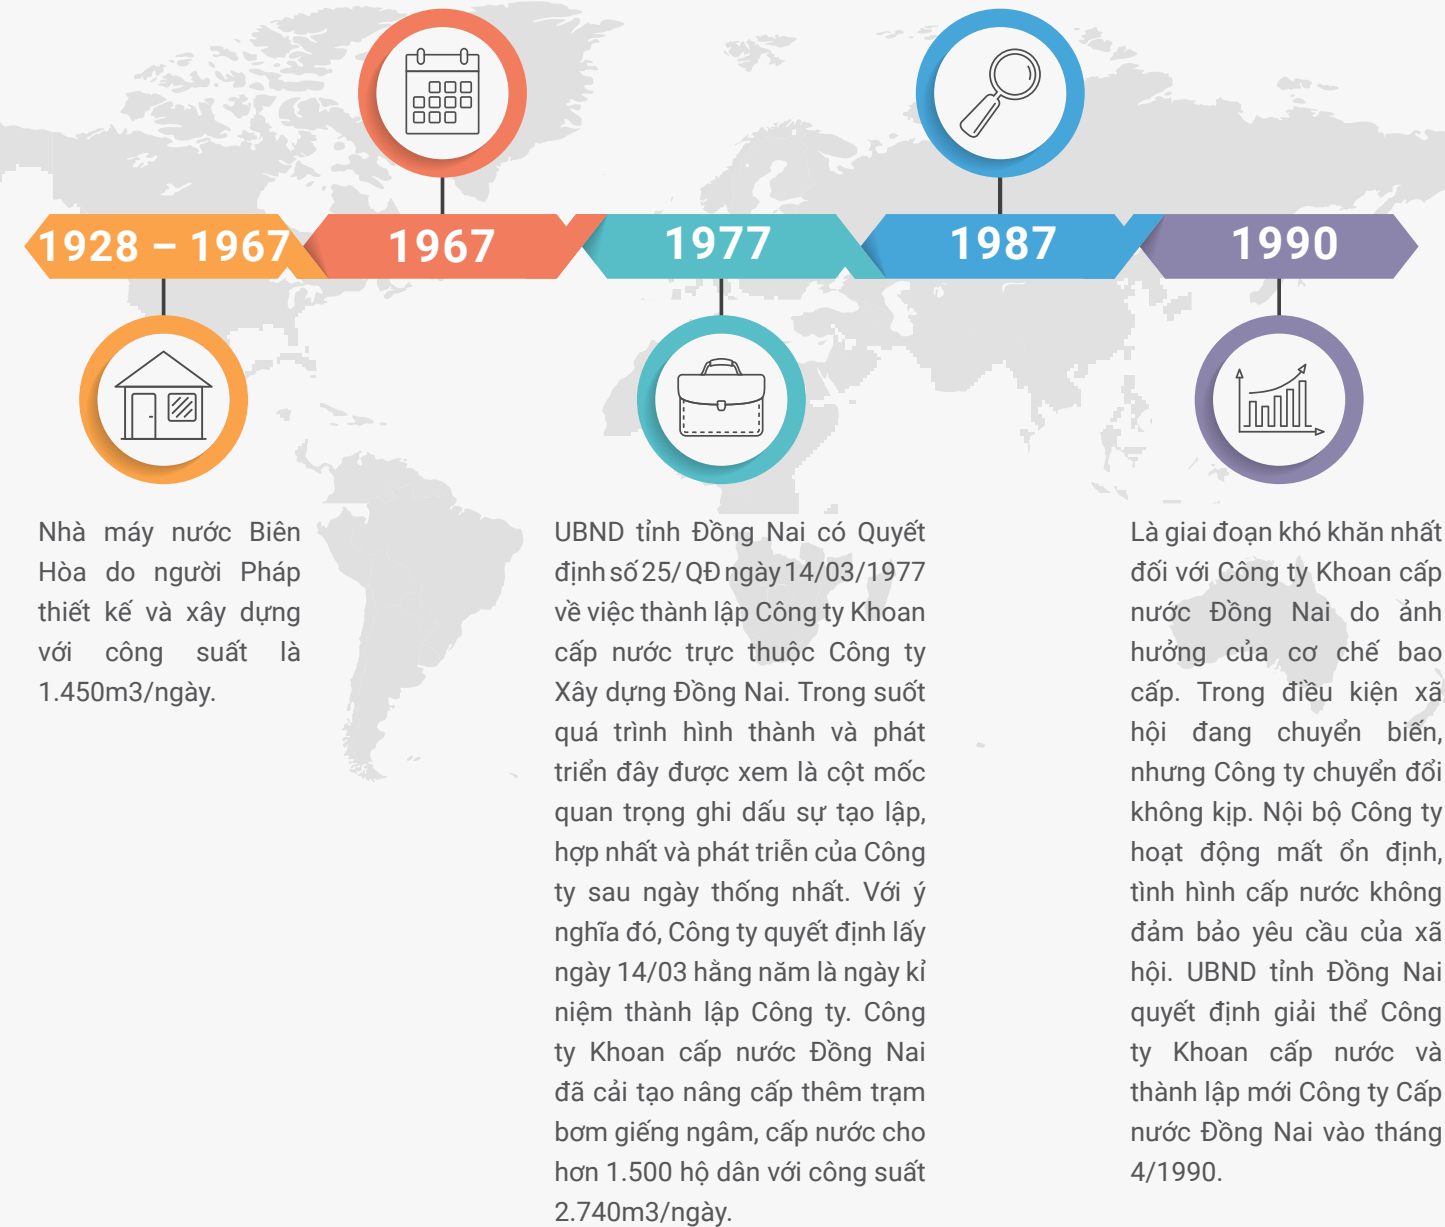 1928 – 1967
1967
1977
1987
1990
Nhà máy nước Biên
Hòa do người Pháp
thiết kế và xây dựng
với công suất là
1.450m3/ngày.
UBND tỉnh Đồng Nai có Quyết
định số 25/ QĐ ngày 14/03/1977
về việc thành lập Công ty Khoan
cấp nước trực thuộc Công ty
Xây dựng Đồng Nai. Trong suốt
quá trình hình thành và phát
triển đây được xem là cột mốc
quan trọng ghi dấu sự tạo lập,
hợp nhất và phát triễn của Công
ty sau ngày thống nhất. Với ý
nghĩa đó, Công ty quyết định lấy
ngày 14/03 hằng năm là ngày kỉ
niệm thành lập Công ty. Công
ty Khoan cấp nước Đồng Nai
đã cải tạo nâng cấp thêm trạm
bơm giếng ngâm, cấp nước cho
hơn 1.500 hộ dân với công suất
2.740m3/ngày.
Là giai đoạn khó khăn nhất
đối với Công ty Khoan cấp
nước Đồng Nai do ảnh
hưởng của cơ chế bao
cấp. Trong điều kiện xã
hội đang chuyển biến,
nhưng Công ty chuyển đổi
không kịp. Nội bộ Công ty
hoạt động mất ổn định,
tình hình cấp nước không
đảm bảo yêu cầu của xã
hội. UBND tỉnh Đồng Nai
quyết định giải thể Công
ty Khoan cấp nước và
thành lập mới Công ty Cấp
nước Đồng Nai vào tháng
4/1990.